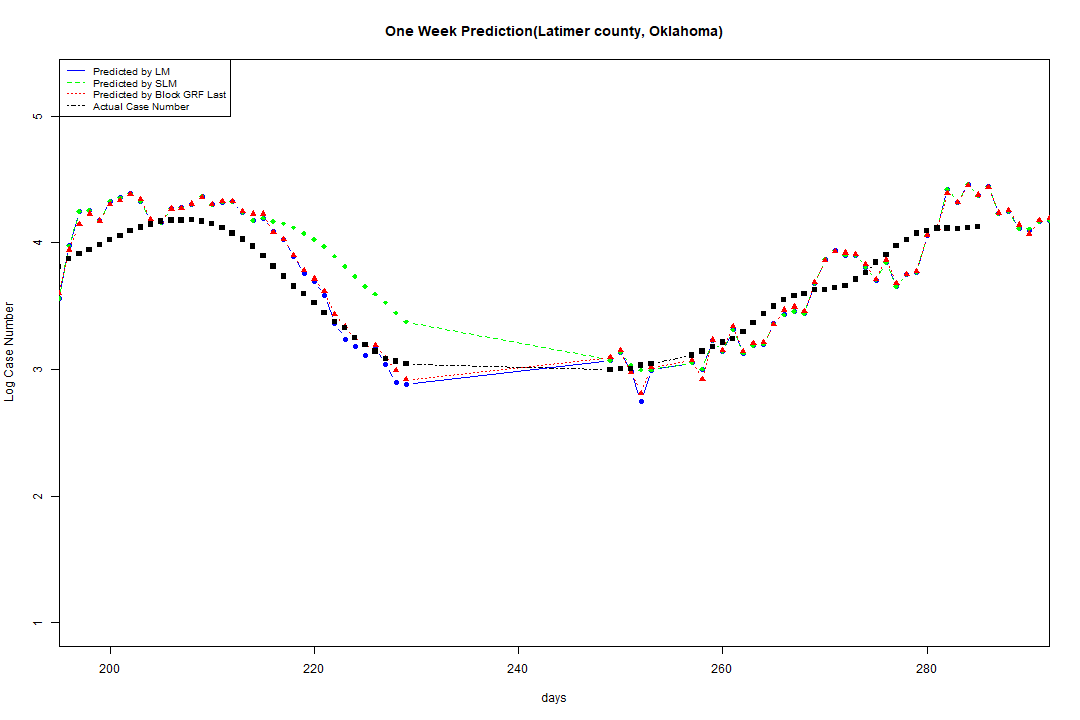 One Week Prediction(Latimer county, Oklahoma)
Predicted by LM
Predicted by SLM
Predicted by Block GRF Last
Actual Case Number
5
4
3
2
1
Log Case Number
200 220 240 260 280
days